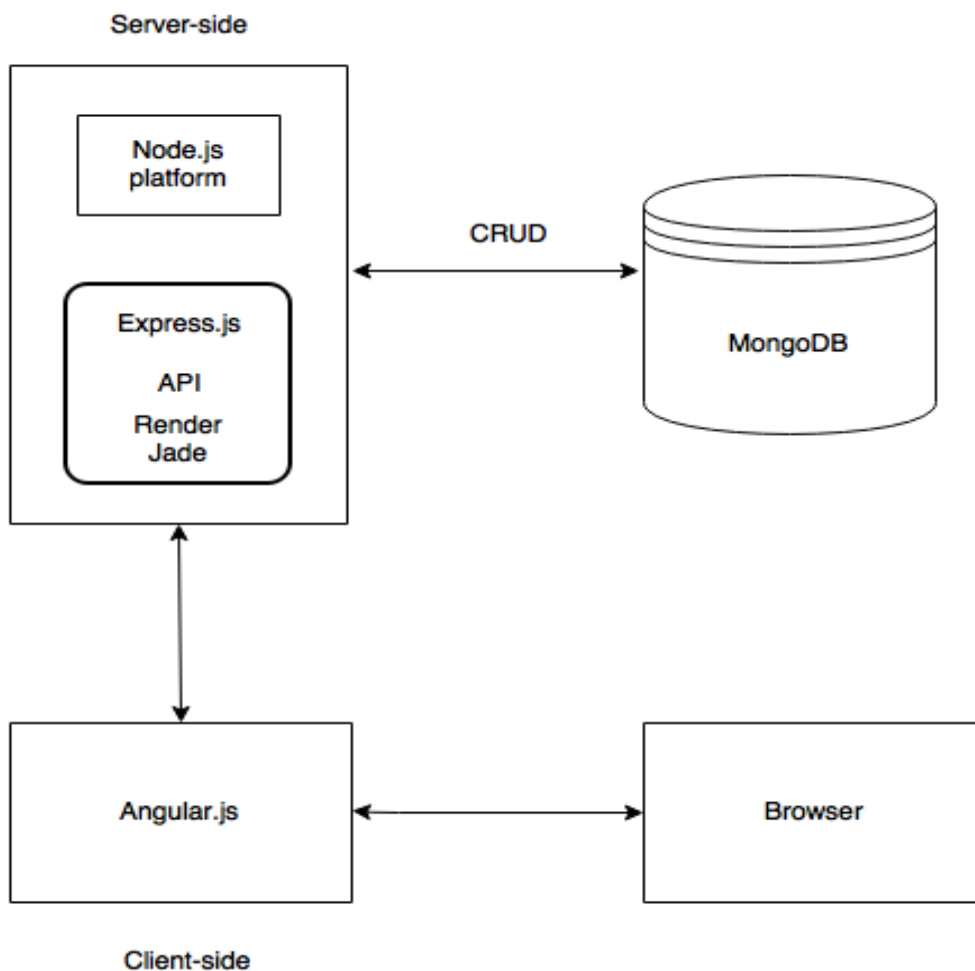 Server-side
Node.js
platform
CRUD
Express.js
API
Render
Jade
MongoDB
Angular.js
Browser
Client-side